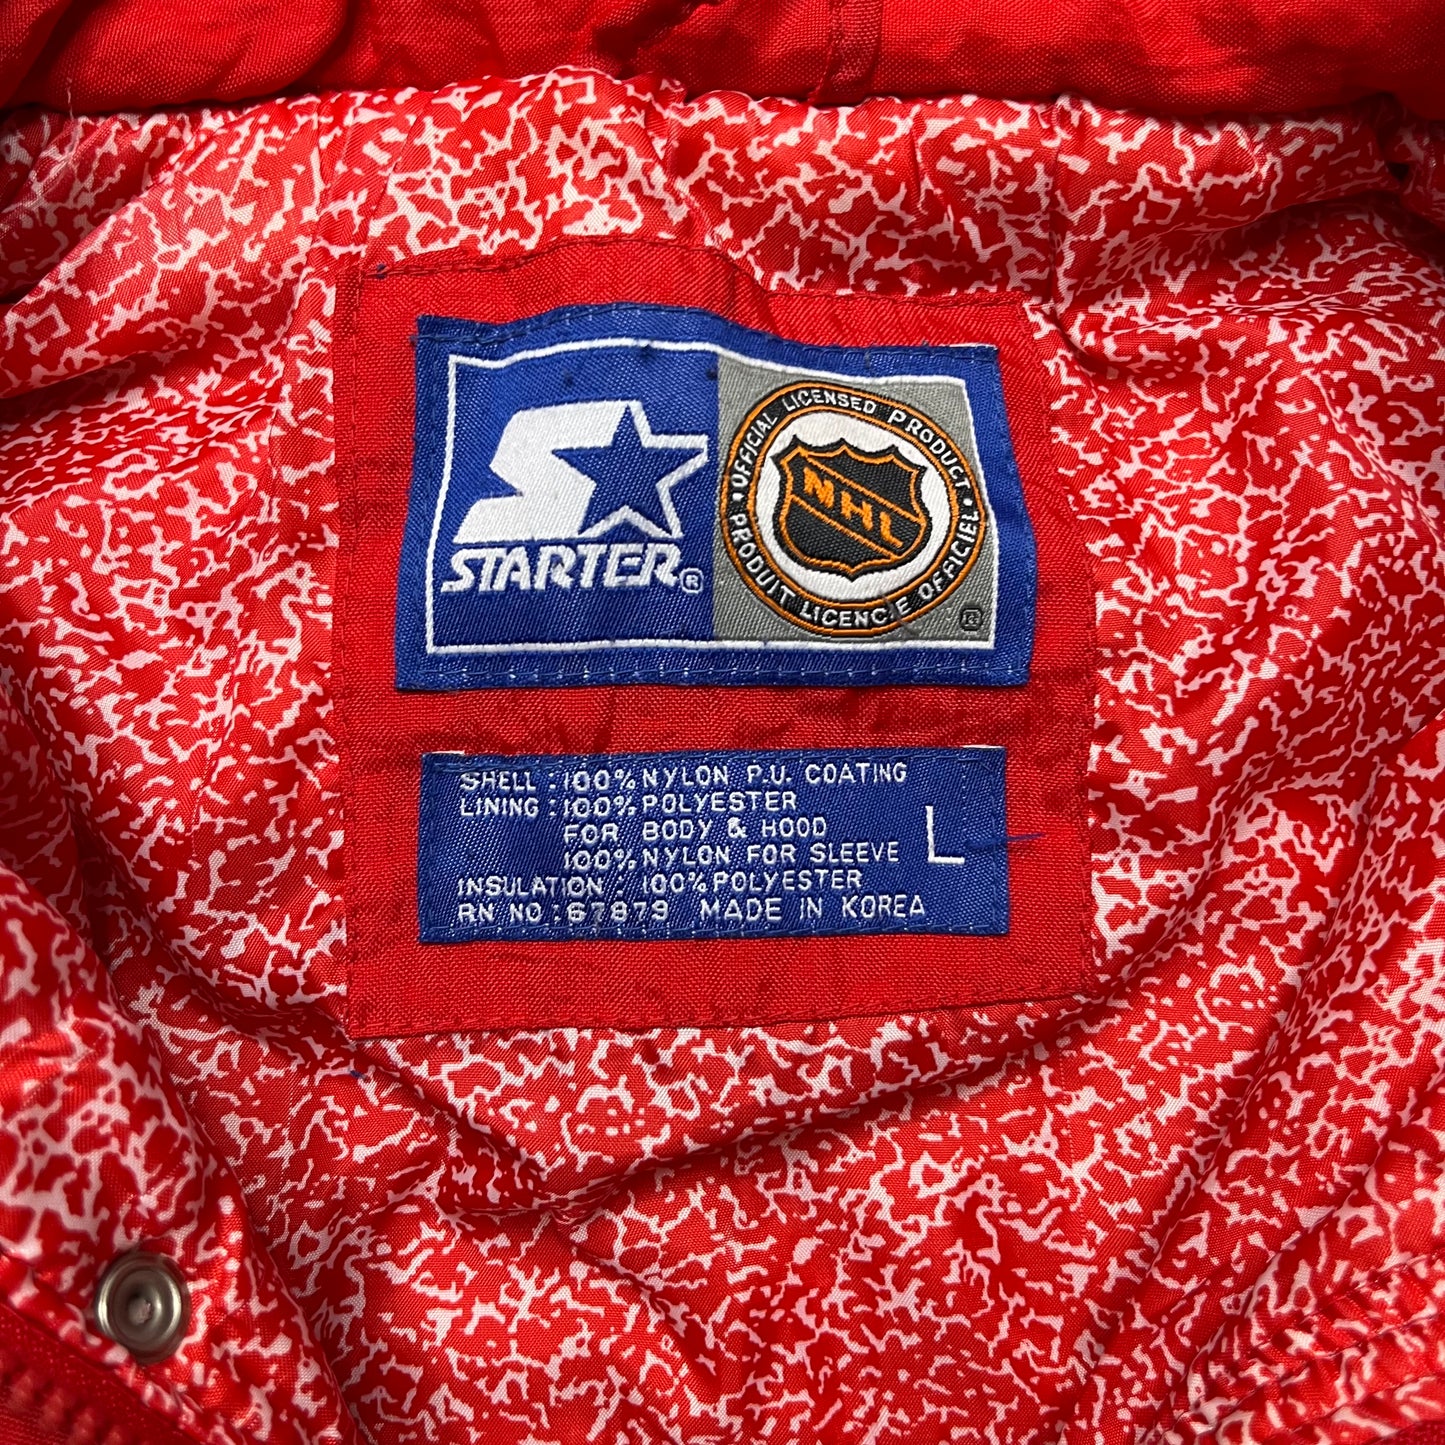 STARTER®
• OFFICIAL LICENSED PRODUCT •
PRODUIT LICENCIE OFFICIEL
NHL
®
SHELL : 100% NYLON P.U. COATING
LINING : 100% POLYESTER
FOR BODY & HOOD
100% NYLON FOR SLEEVE
L
INSULATION : 100% POLYESTER
RN NO : 67879 MADE IN KOREA